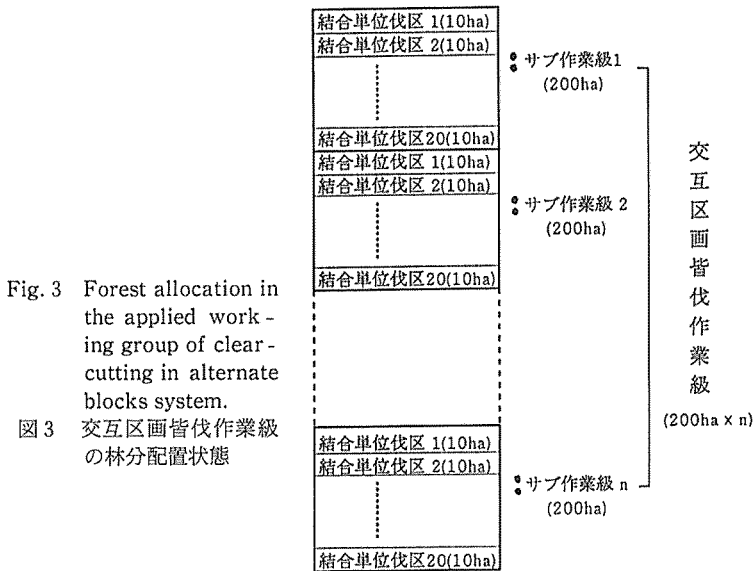 結合単位伐区 1(10ha)
結合単位伐区 2(10ha)
結合単位伐区20(10ha)
サブ作業級1
(200ha)
結合単位伐区 1(10ha)
結合単位伐区 2(10ha)
結合単位伐区20(10ha)
サブ作業級 2
(200ha)
結合単位伐区 1(10ha)
結合単位伐区 2(10ha)
結合単位伐区20(10ha)
サブ作業級 n
(200ha)
交互区画皆伐作業級
(200ha × n)
Fig. 3 Forest allocation in
the applied work-
ing group of clear-
cutting in alternate
blocks system.
図3 交互区画皆伐作業級
の林分配置状態